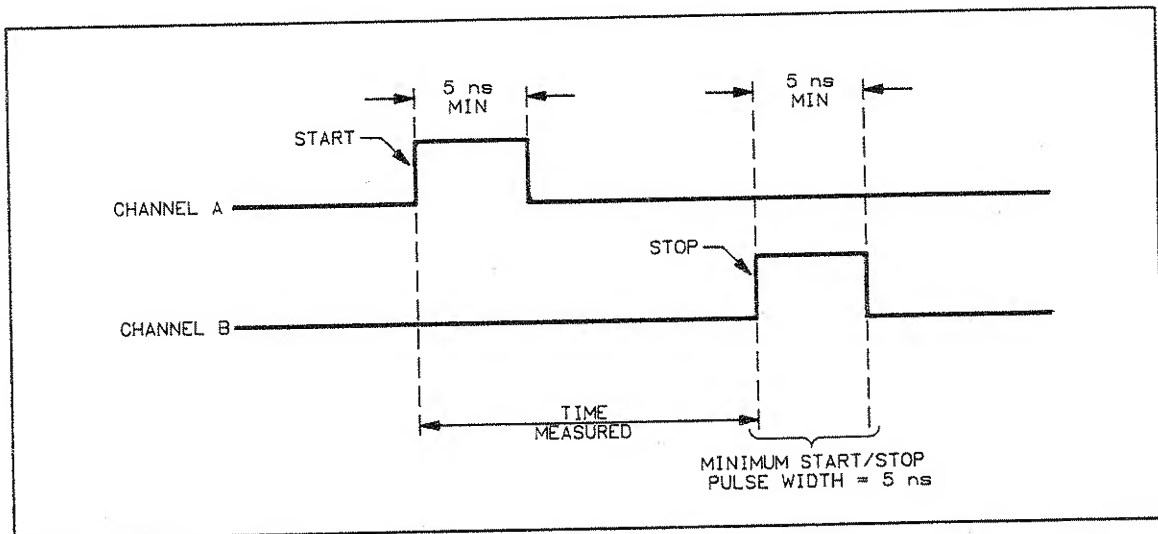 5 ns
MIN
5 ns
MIN
START
CHANNEL A
STOP
CHANNEL B
TIME
MEASURED
MINIMUM START/STOP
PULSE WIDTH = 5 ns